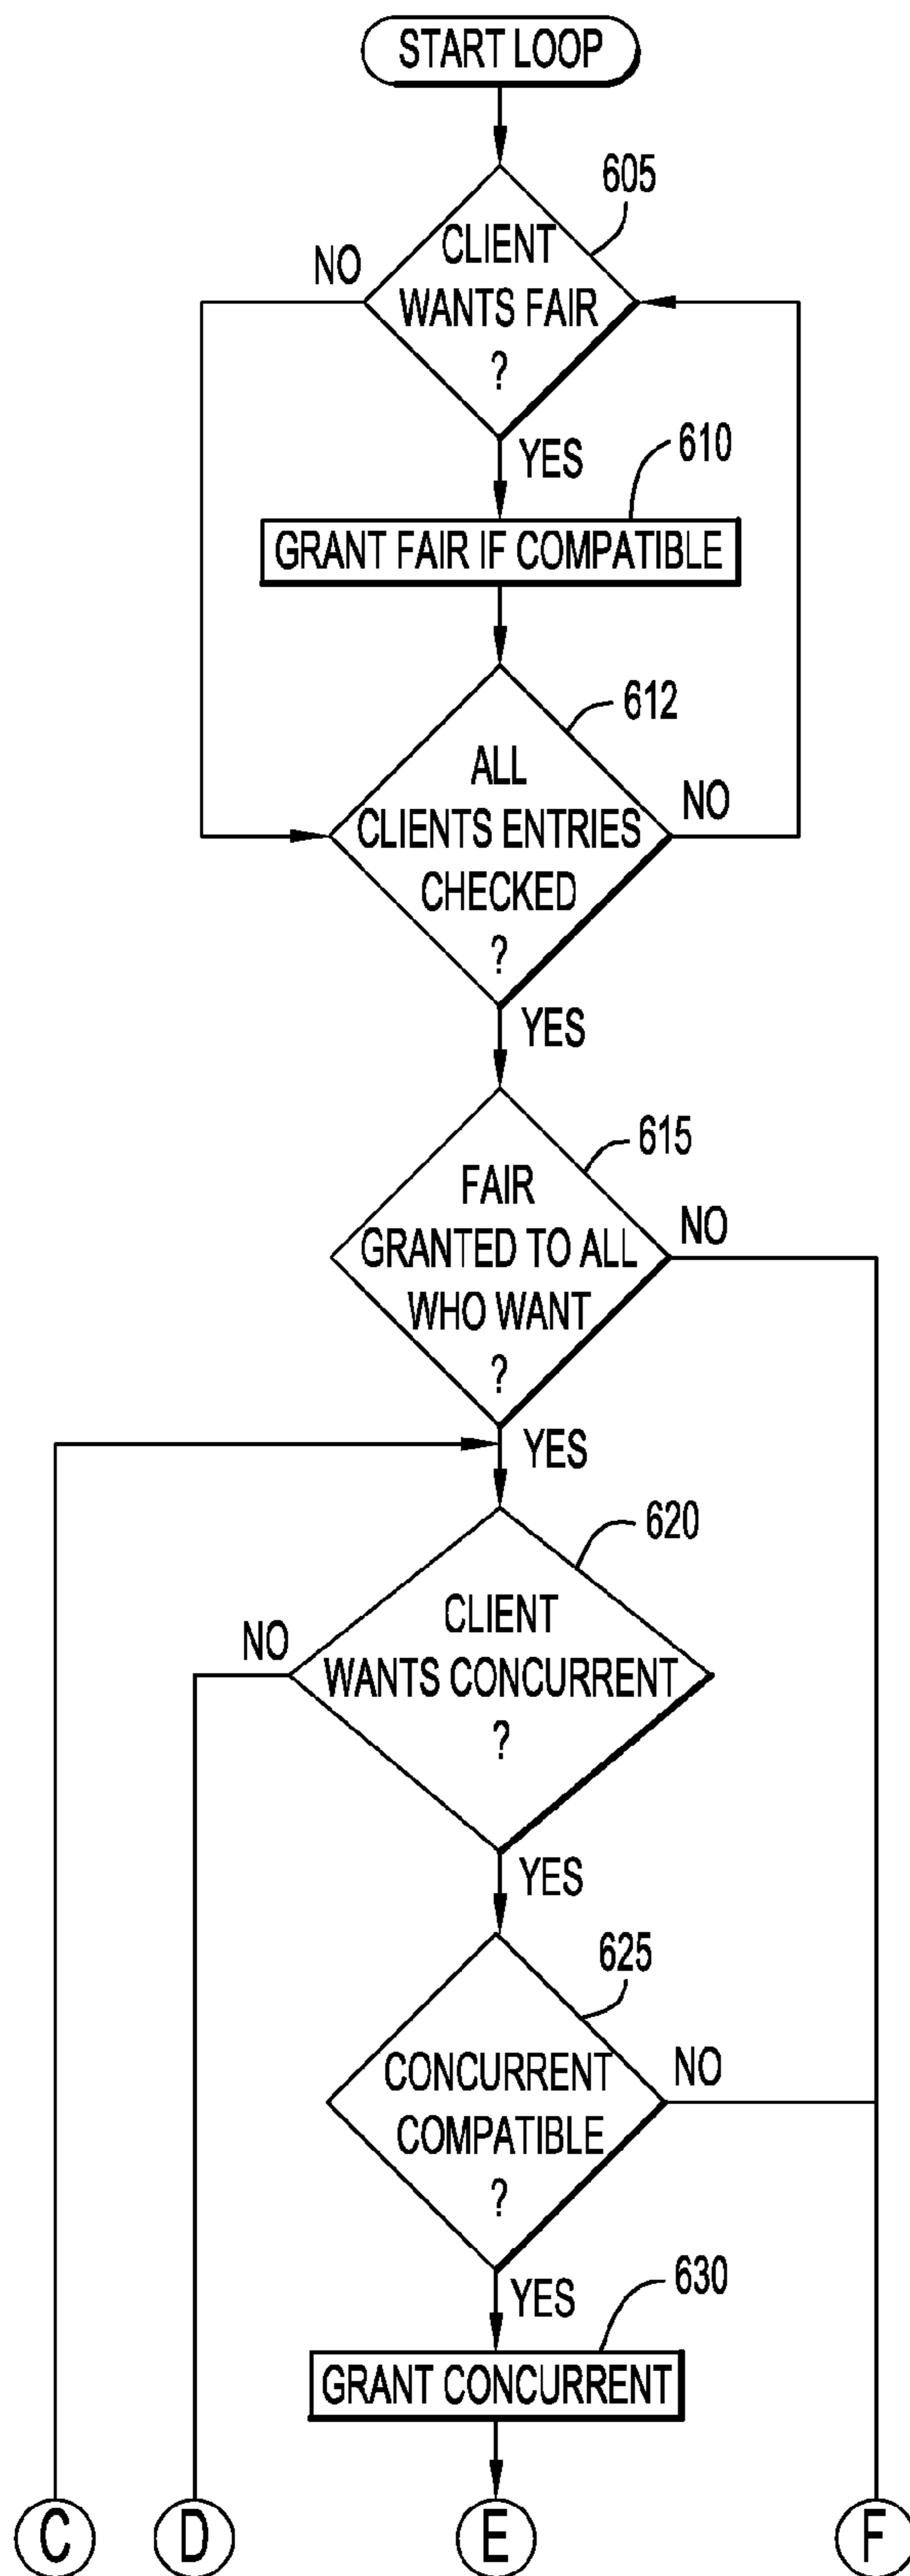 START LOOP
605
CLIENT
WANTS FAIR
?
NO
YES
610
GRANT FAIR IF COMPATIBLE
612
ALL
CLIENTS ENTRIES
CHECKED
?
NO
YES
615
FAIR
GRANTED TO ALL
WHO WANT
?
NO
YES
620
CLIENT
WANTS CONCURRENT
?
NO
YES
625
CONCURRENT
COMPATIBLE
?
NO
YES
630
GRANT CONCURRENT
C
D
E
F